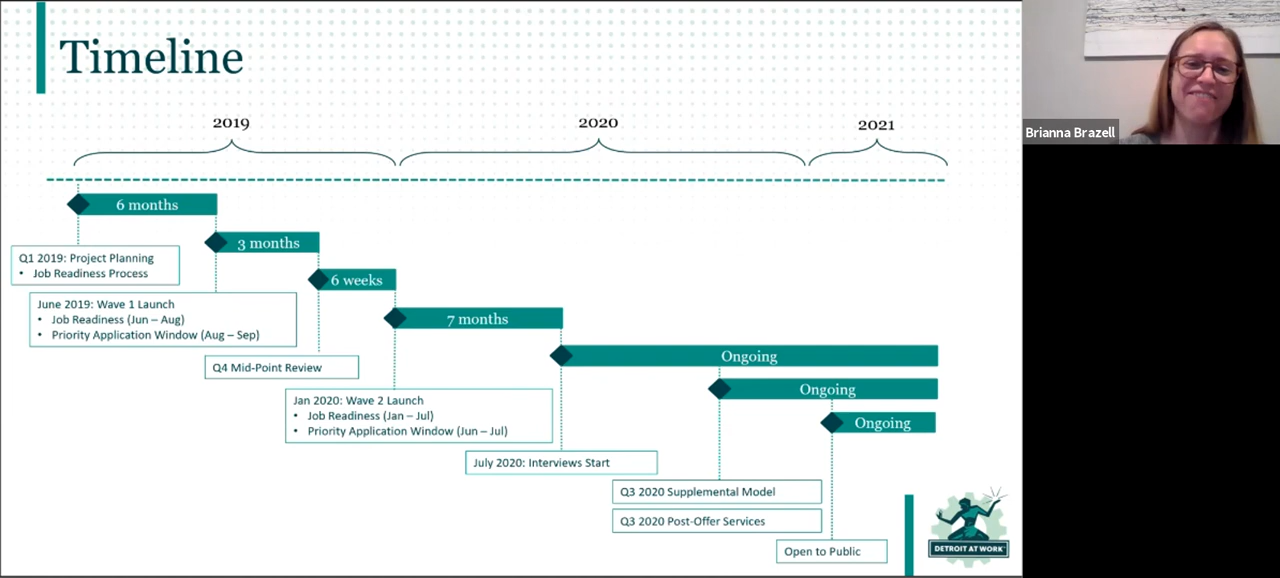 Timeline
2019
2020
2021
6 months
3 months
6 weeks
7 months
Ongoing
Ongoing
Ongoing
Q1 2019: Project Planning
• Job Readiness Process
June 2019: Wave 1 Launch
• Job Readiness (Jun – Aug)
• Priority Application Window (Aug – Sep)
Q4 Mid-Point Review
Jan 2020: Wave 2 Launch
• Job Readiness (Jan – Jul)
• Priority Application Window (Jun – Jul)
July 2020: Interviews Start
Q3 2020 Supplemental Model
Q3 2020 Post-Offer Services
Open to Public
DETROIT AT WORK
Brianna Brazell